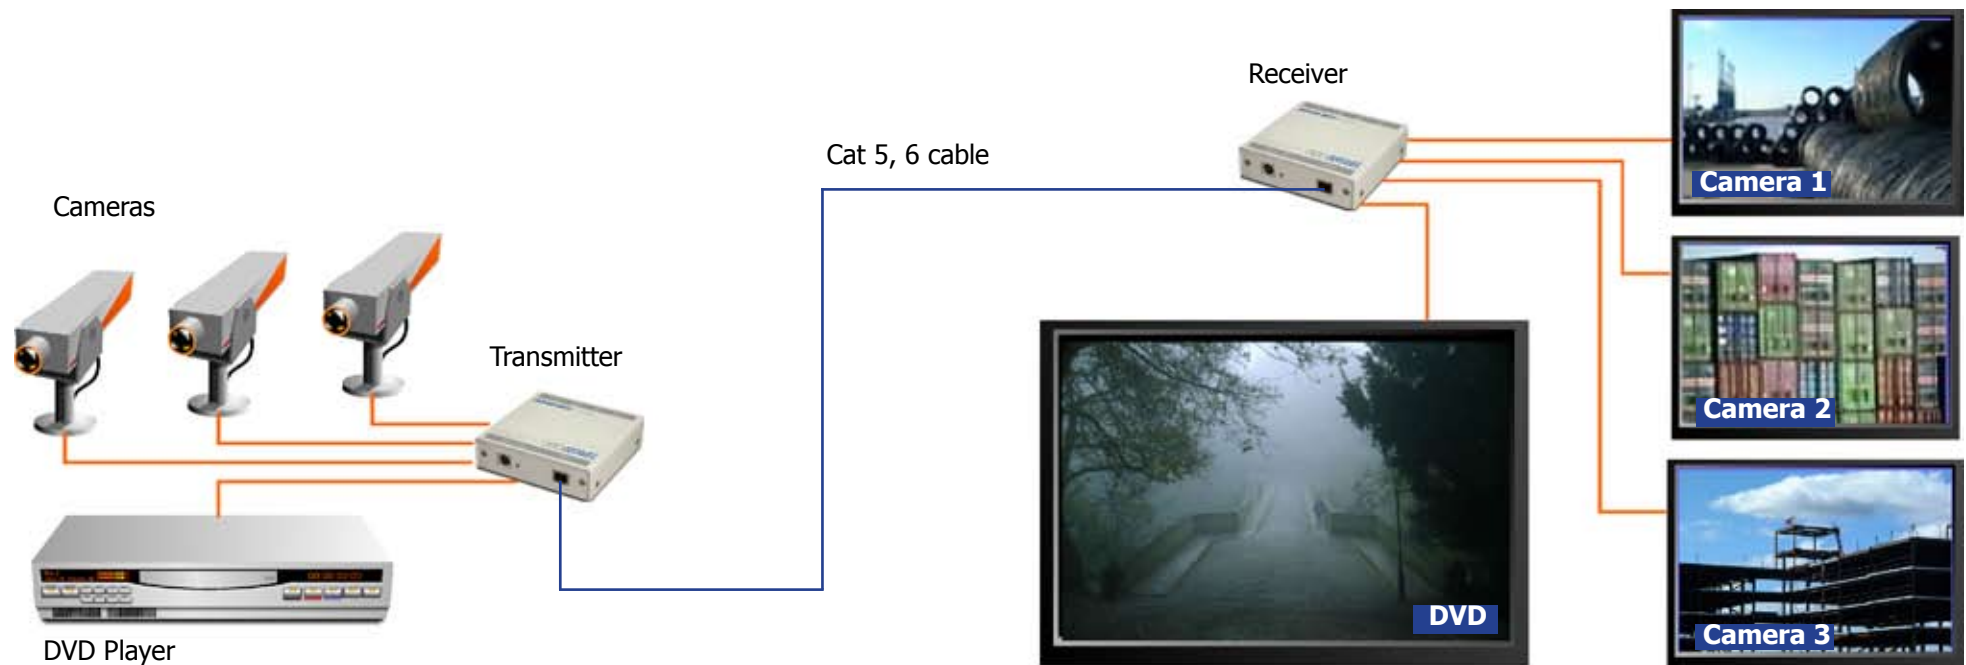 Receiver
Cat 5, 6 cable
Cameras
Transmitter
DVD Player
Camera 1
Camera 2
Camera 3
DVD